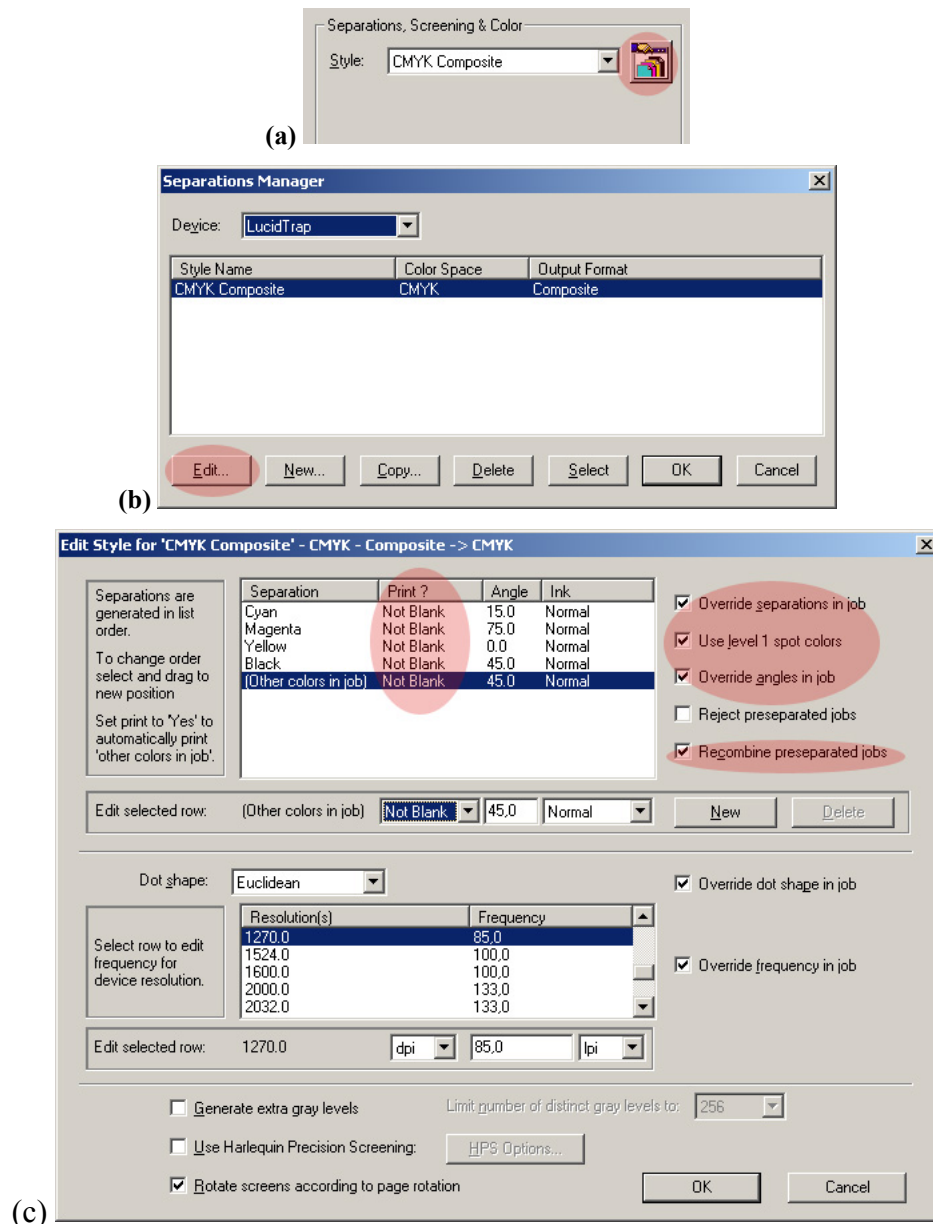 Separations, Screening & Color
Style: CMYK Composite
(a)
Separations Manager
Device: LucidTrap
Style Name Color Space Output Format
CMYK Composite CMYK Composite
Edit... New... Copy... Delete Select OK Cancel
(b)
Edit Style for 'CMYK Composite' - CMYK - Composite -> CMYK
Separations are
generated in list
order.
To change order
select and drag to
new position
Set print to 'Yes' to
automatically print
'other colors in job'.
Separation Print ? Angle Ink
Cyan Not Blank 15.0 Normal
Magenta Not Blank 75.0 Normal
Yellow Not Blank 0.0 Normal
Black Not Blank 45.0 Normal
(Other colors in job) Not Blank 45.0 Normal
Override separations in job
Use level 1 spot colors
Override angles in job
Reject preseparated jobs
Recombine preseparated jobs
Edit selected row: (Other colors in job) Not Blank 45,0 Normal New Delete
Dot shape: Euclidean
Override dot shape in job
Select row to edit
frequency for
device resolution.
Resolution(s) Frequency
1270.0 85,0
1524.0 100,0
1600.0 100,0
2000.0 133,0
2032.0 133,0
Override frequency in job
Edit selected row: 1270.0 dpi 85,0 lpi
Generate extra gray levels Limit number of distinct gray levels to: 256
Use Harlequin Precision Screening: HPS Options...
Rotate screens according to page rotation
OK Cancel
(c)